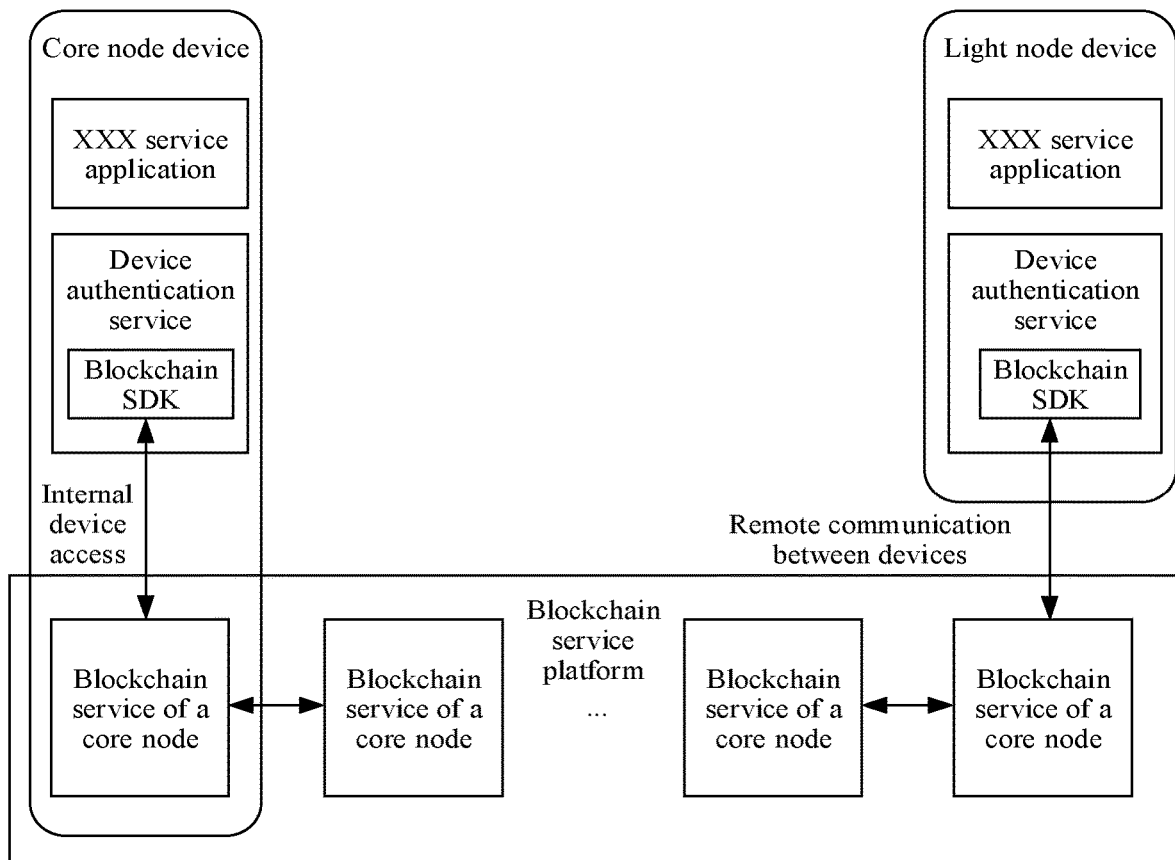 Core node device
XXX service
application
Device
authentication
service
Blockchain
SDK
Internal
device
access
Light node device
XXX service
application
Device
authentication
service
Blockchain
SDK
Remote communication
between devices
Blockchain
service
platform
...
Blockchain
service of a
core node
Blockchain
service of a
core node
Blockchain
service of a
core node
Blockchain
service of a
core node